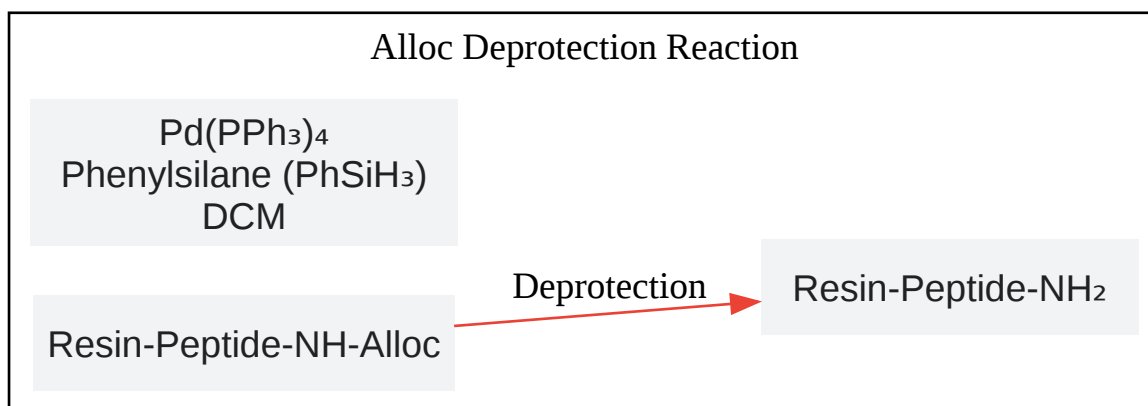 Alloc Deprotection Reaction
Pd(PPh₃)₄
Phenylsilane (PhSiH₃)
DCM
Deprotection
Resin-Peptide-NH₂
Resin-Peptide-NH-Alloc